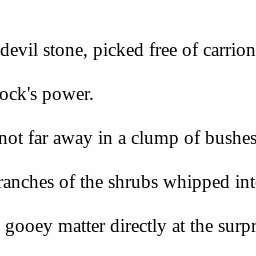 devil stone, picked free of carrion
ock's power.
not far away in a clump of bushes
ranches of the shrubs whipped int
gooey matter directly at the surpr